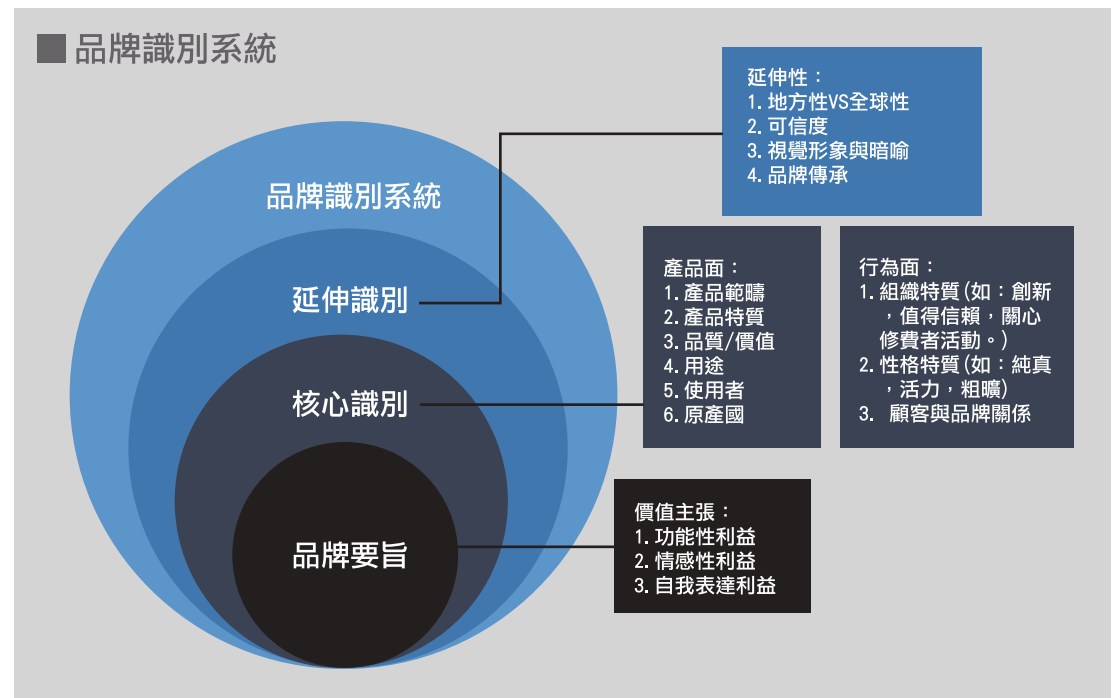 ■ 品牌識別系統
品牌識別系統
延伸識別
核心識別
品牌要旨
延伸性：
1. 地方性VS全球性
2. 可信度
3. 視覺形象與暗喻
4. 品牌傳承
產品面：
1. 產品範疇
2. 產品特質
3. 品質/價值
4. 用途
5. 使用者
6. 原產國
行為面：
1. 組織特質(如：創新
，值得信賴，關心
修費者活動。)
2. 性格特質(如：純真
，活力，粗曠)
3. 顧客與品牌關係
價值主張：
1. 功能性利益
2. 情感性利益
3. 自我表達利益